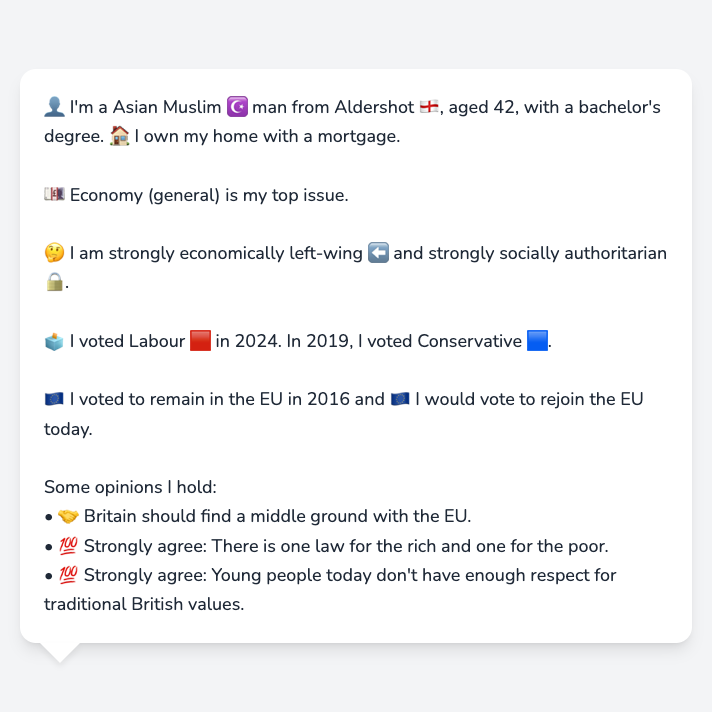 👤 I'm a Asian Muslim ☪️ man from Aldershot 🏴󠁧󠁢󠁥󠁮󠁧󠁿, aged 42, with a bachelor's
degree. 🏠 I own my home with a mortgage.
💷 Economy (general) is my top issue.
🤔 I am strongly economically left-wing ⬅️ and strongly socially authoritarian
🔒.
🗳️ I voted Labour 🟥 in 2024. In 2019, I voted Conservative 🟦.
🇪🇺 I voted to remain in the EU in 2016 and 🇪🇺 I would vote to rejoin the EU
today.
Some opinions I hold:
• 🤝 Britain should find a middle ground with the EU.
• 💯 Strongly agree: There is one law for the rich and one for the poor.
• 💯 Strongly agree: Young people today don't have enough respect for
traditional British values.